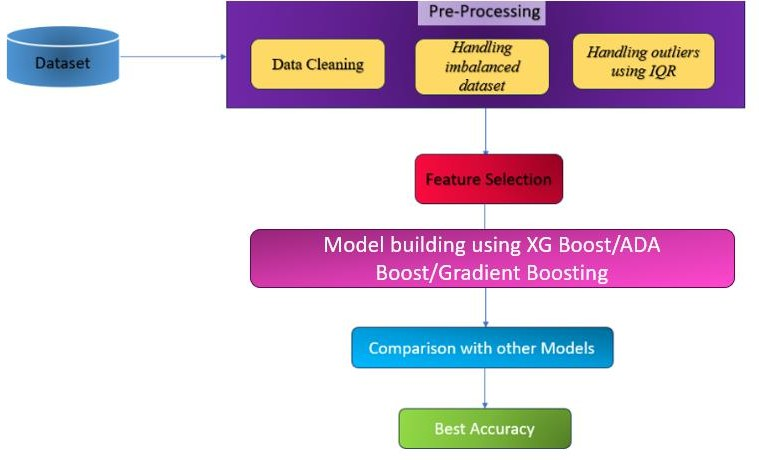 Pre-Processing
Dataset
Data Cleaning
Handling
imbalanced
dataset
Handling outliers
using IQR
Feature Selection
Model building using XG Boost/ADA
Boost/Gradient Boosting
Comparison with other Models
Best Accuracy